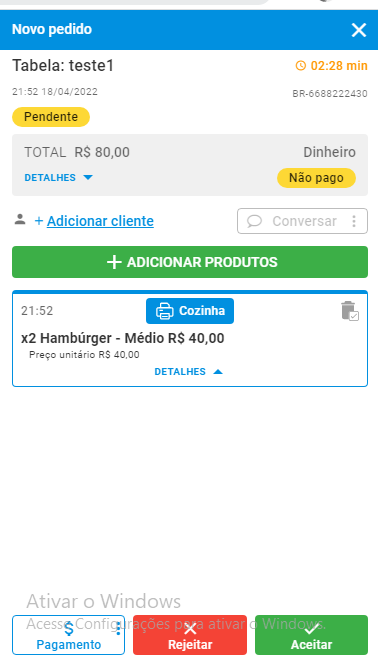 Novo pedido
Tabela: teste1
02:28 min
21:52 18/04/2022
BR-6688222430
Pendente
TOTAL R$ 80,00
Dinheiro
DETALHES
Não pago
+ Adicionar cliente
Conversar
ADICIONAR PRODUTOS
21:52
Cozinha
x2 Hambúrger - Médio R$ 40,00
Preço unitário R$ 40,00
DETALHES
Ativar o Windows
Acesse Configurações para ativar o Windows.
Pagamento
Rejeitar
Aceitar